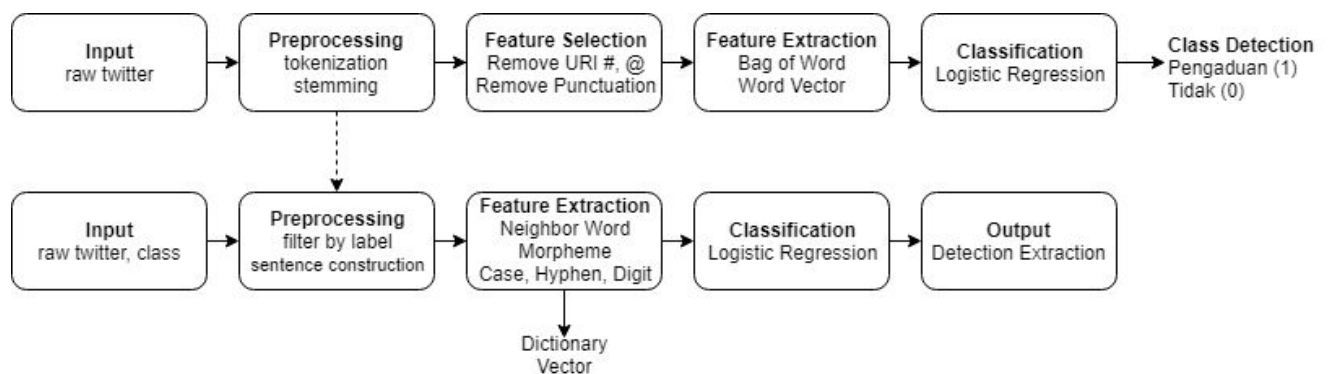 Input
raw twitter
Preprocessing
tokenization
stemming
Feature Selection
Remove URI #, @
Remove Punctuation
Feature Extraction
Bag of Word
Word Vector
Classification
Logistic Regression
Class Detection
Pengaduan (1)
Tidak (0)
Input
raw twitter, class
Preprocessing
filter by label
sentence construction
Feature Extraction
Neighbor Word
Morpheme
Case, Hyphen, Digit
Classification
Logistic Regression
Output
Detection Extraction
Dictionary
Vector